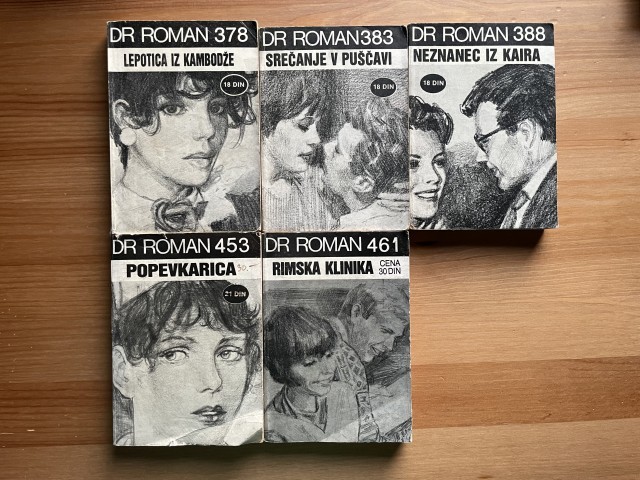 DR ROMAN 378
LEPOTICA IZ KAMBODŽE
18 DIN
DR ROMAN 383
SREČANJE V PUŠČAVI
18 DIN
DR ROMAN 388
NEZNANEC IZ KAIRA
18 DIN
DR ROMAN 453
POPEVKARICA 30.—
21 DIN
DR ROMAN 461
RIMSKA KLINIKA
CENA
30 DIN